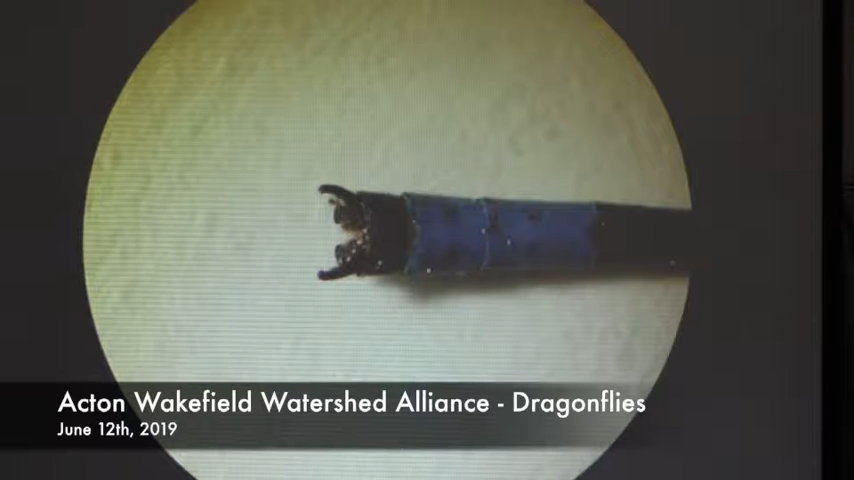 Acton Wakefield Watershed Alliance - Dragonflies
June 12th, 2019